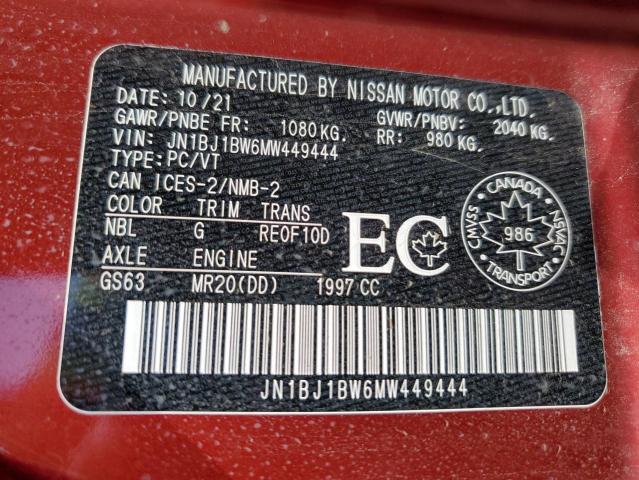 MANUFACTURED BY NISSAN MOTOR CO.,LTD.
DATE: 10/21
GAWR/PNBE FR: 1080 KG. GVWR/PNBV: 2040 KG.
RR: 980 KG.
VIN: JN1BJ1BW6MW449444
TYPE:PC/VT
CAN ICES-2/NMB-2
COLOR TRIM TRANS
NBL G RE0F10D
AXLE ENGINE
GS63 MR20(DD) 1997 CC
EC
CANADA
CMVSS NSVAC
986
TRANSPORT
JN1BJ1BW6MW449444